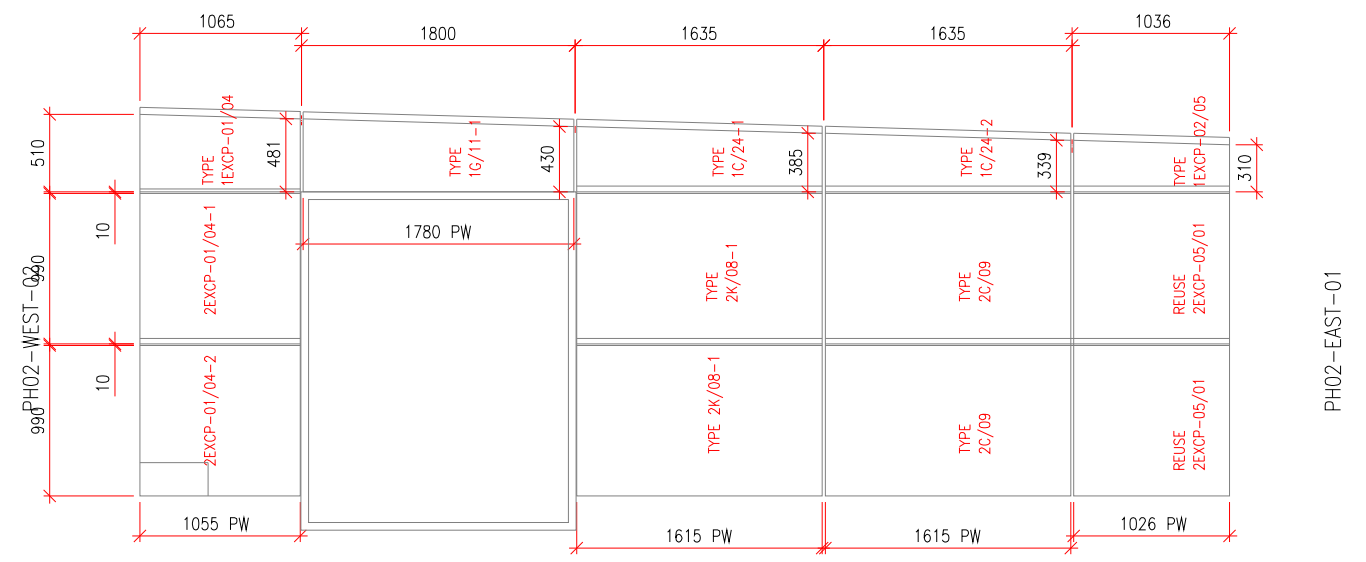 1065
1800
1635
1635
1036
510
TYPE
1EXCP-01/04
481
TYPE
1G/11-1
430
TYPE
1C/24-1
385
TYPE
1C/24-2
339
TYPE
1EXCP-02/05
310
10
1780 PW
990
2EXCP-01/04-1
TYPE
2K/08-1
TYPE
2C/09
REUSE
2EXCP-05/01
PH02-WEST-02
PH02-EAST-01
10
990
2EXCP-01/04-2
TYPE 2K/08-1
TYPE
2C/09
REUSE
2EXCP-05/01
1055 PW
1615 PW
1615 PW
1026 PW